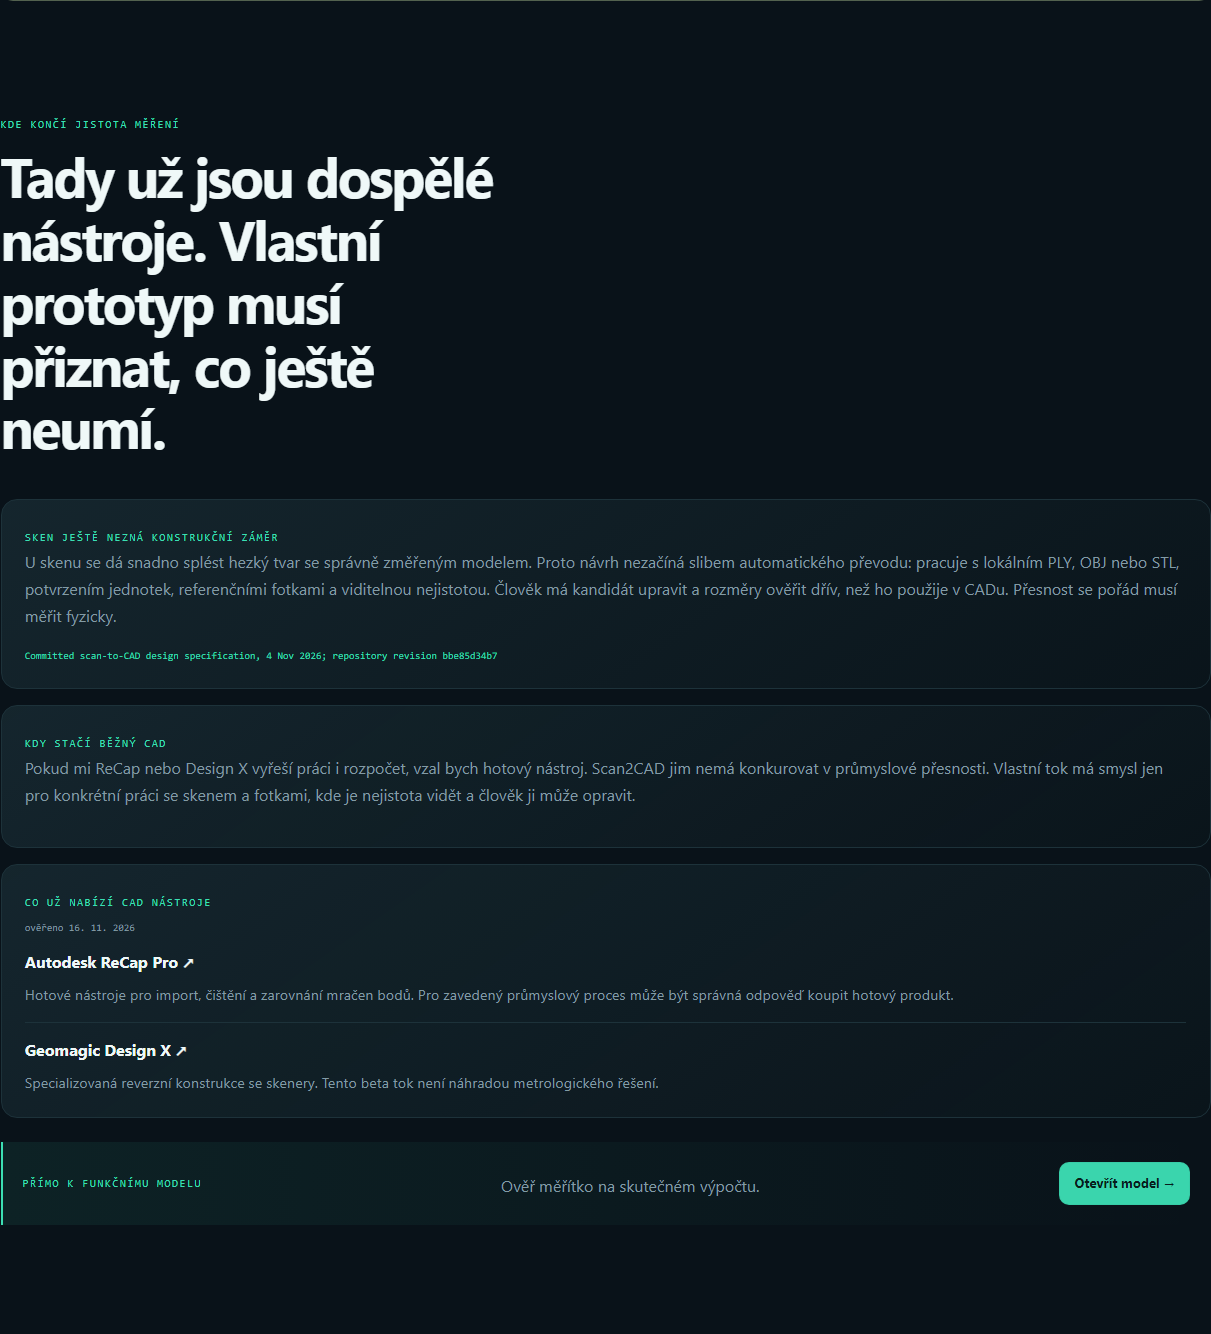 KDE KONČÍ JISTOTA MĚŘENÍ
Tady už jsou dospělé
nástroje. Vlastní
prototyp musí
přiznat, co ještě
neumí.
SKEN JEŠTĚ NEZNÁ KONSTRUKČNÍ ZÁMĚR
U skenu se dá snadno splést hezký tvar se správně změřeným modelem. Proto návrh nezačíná slibem automatického převodu: pracuje s lokálním PLY, OBJ nebo STL,
potvrzením jednotek, referenčními fotkami a viditelnou nejistotou. Člověk má kandidát upravit a rozměry ověřit dřív, než ho použije v CADu. Přesnost se pořád musí
měřit fyzicky.
Committed scan-to-CAD design specification, 4 Nov 2026; repository revision bbe85d34b7
KDY STAČÍ BĚŽNÝ CAD
Pokud mi ReCap nebo Design X vyřeší práci i rozpočet, vzal bych hotový nástroj. Scan2CAD jim nemá konkurovat v průmyslové přesnosti. Vlastní tok má smysl jen
pro konkrétní práci se skenem a fotkami, kde je nejistota vidět a člověk ji může opravit.
CO UŽ NABÍZÍ CAD NÁSTROJE
ověřeno 16. 11. 2026
Autodesk ReCap Pro ↗
Hotové nástroje pro import, čištění a zarovnání mračen bodů. Pro zavedený průmyslový proces může být správná odpověď koupit hotový produkt.
Geomagic Design X ↗
Specializovaná reverzní konstrukce se skenery. Tento beta tok není náhradou metrologického řešení.
PŘÍMO K FUNKČNÍMU MODELU
Ověř měřítko na skutečném výpočtu.
Otevřít model →